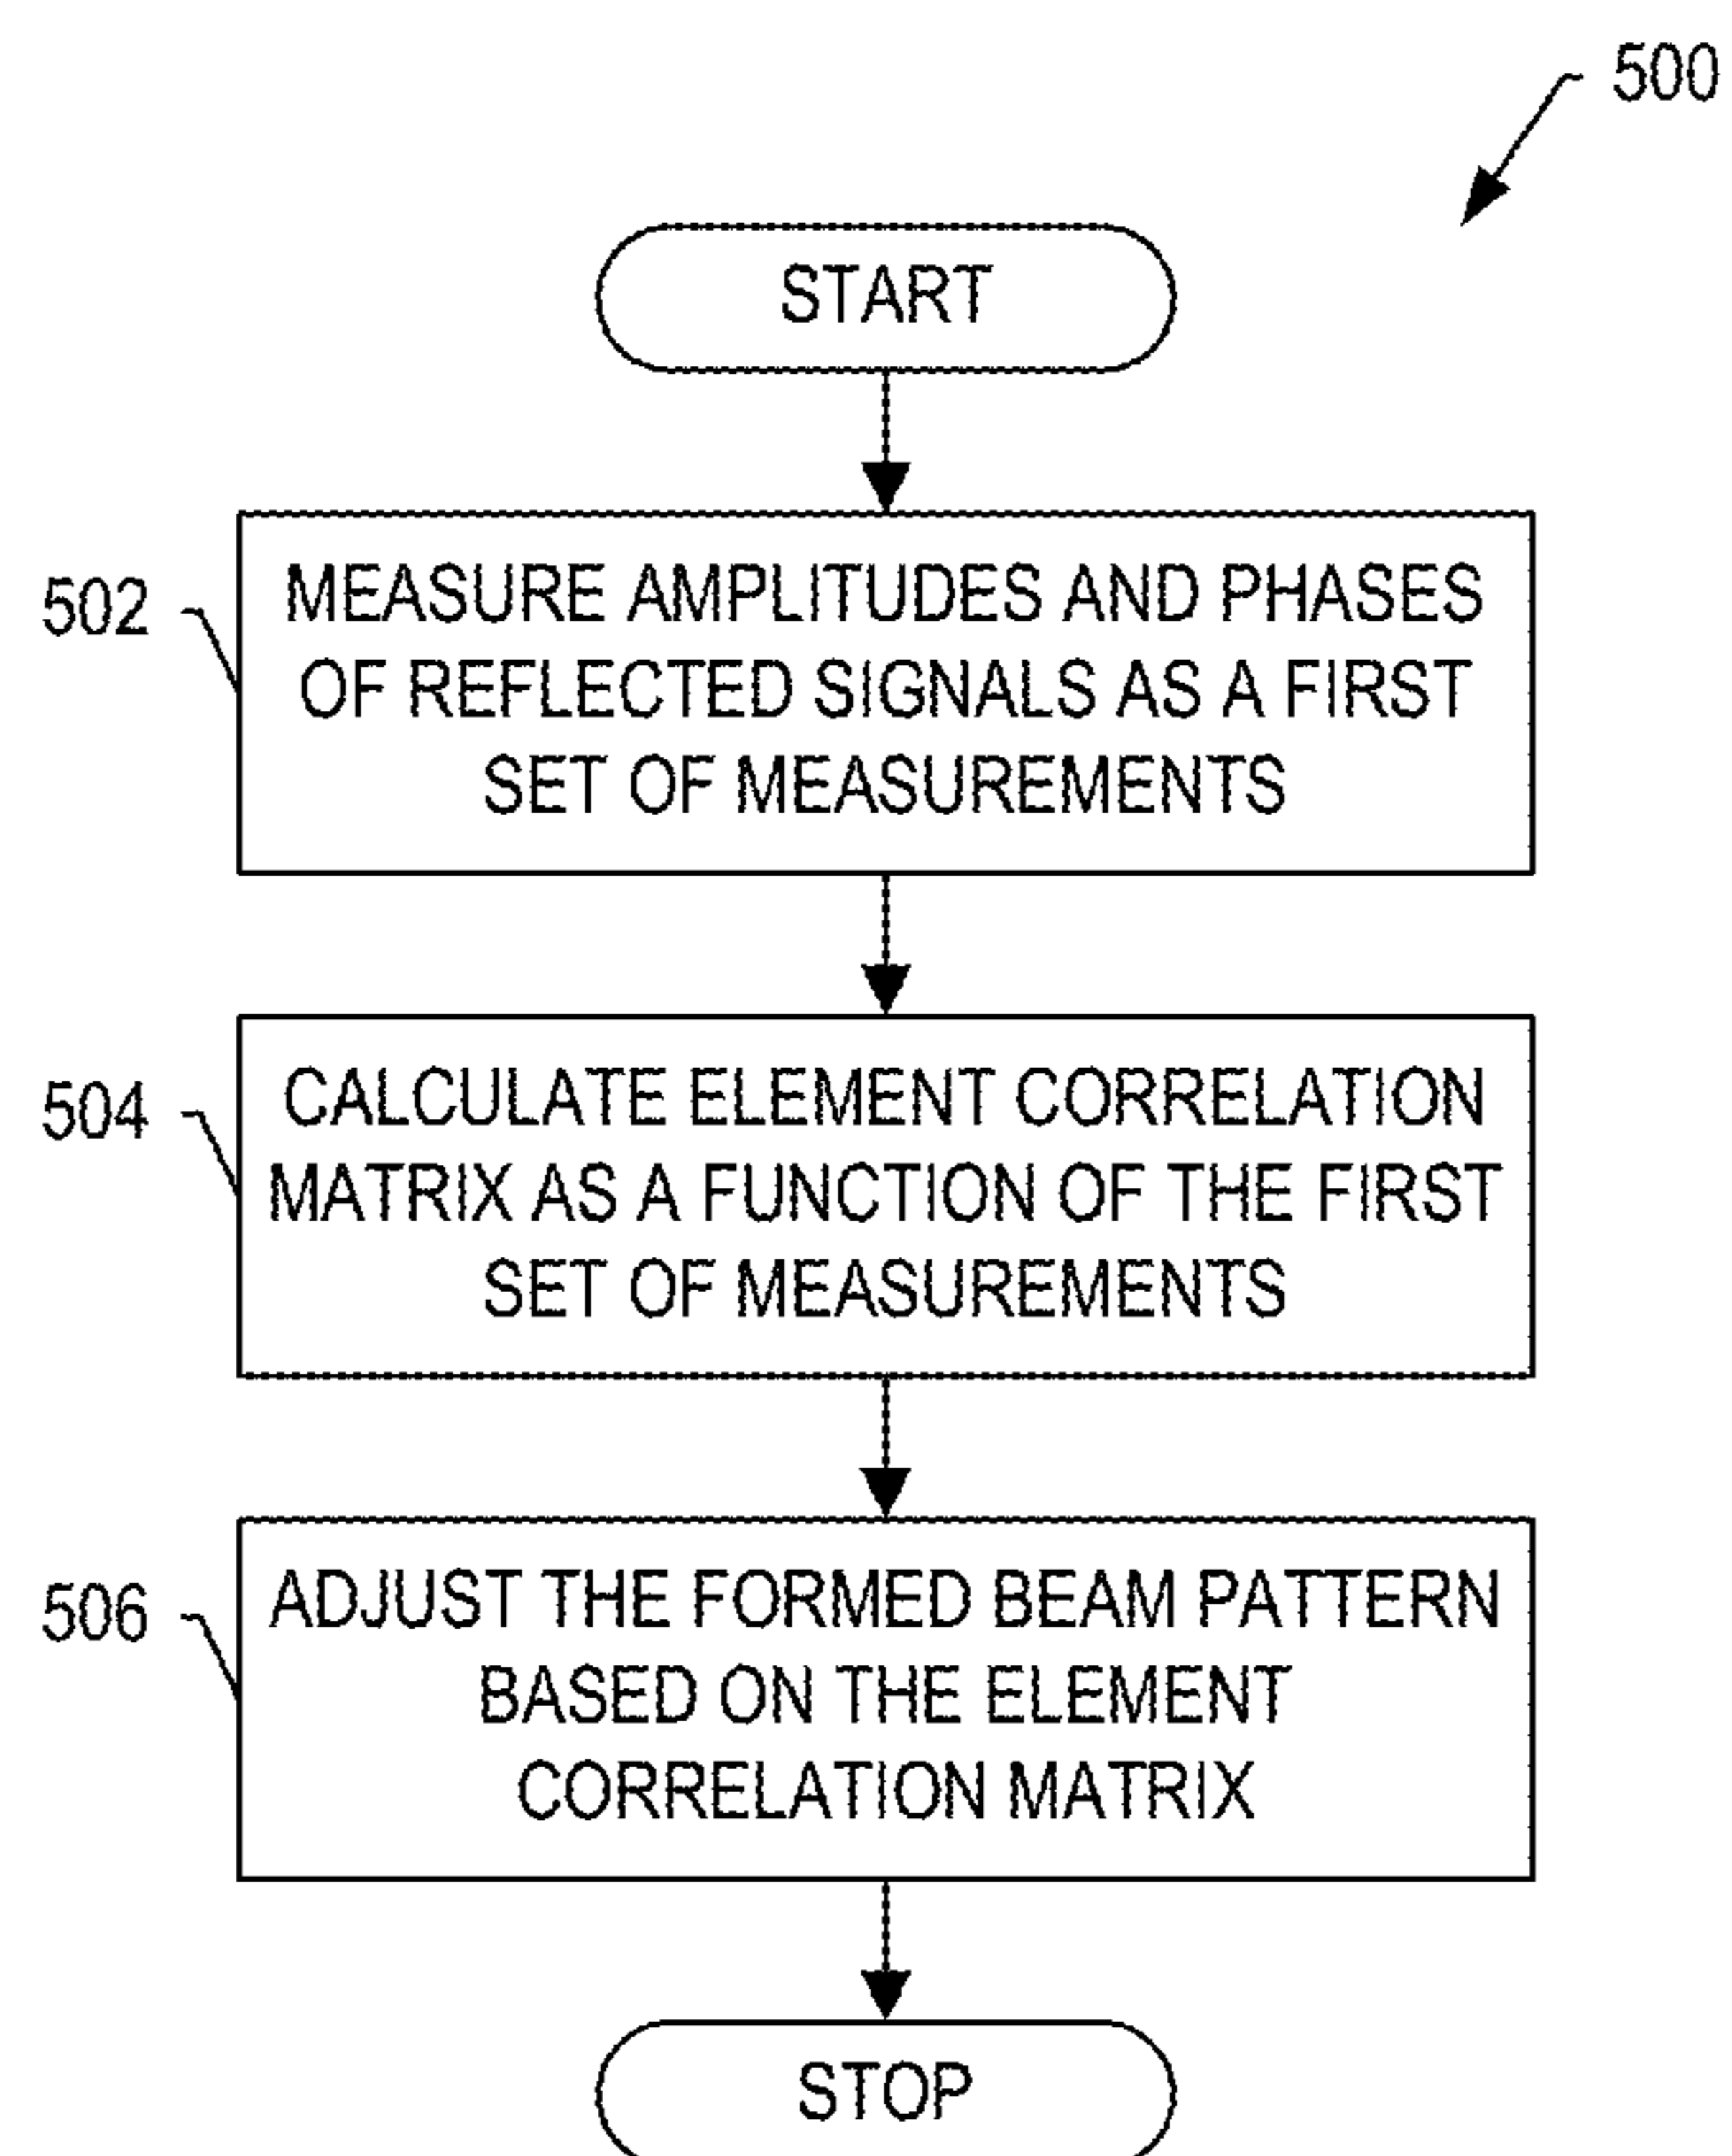 500
START
502
MEASURE AMPLITUDES AND PHASES
OF REFLECTED SIGNALS AS A FIRST
SET OF MEASUREMENTS
504
CALCULATE ELEMENT CORRELATION
MATRIX AS A FUNCTION OF THE FIRST
SET OF MEASUREMENTS
506
ADJUST THE FORMED BEAM PATTERN
BASED ON THE ELEMENT
CORRELATION MATRIX
STOP